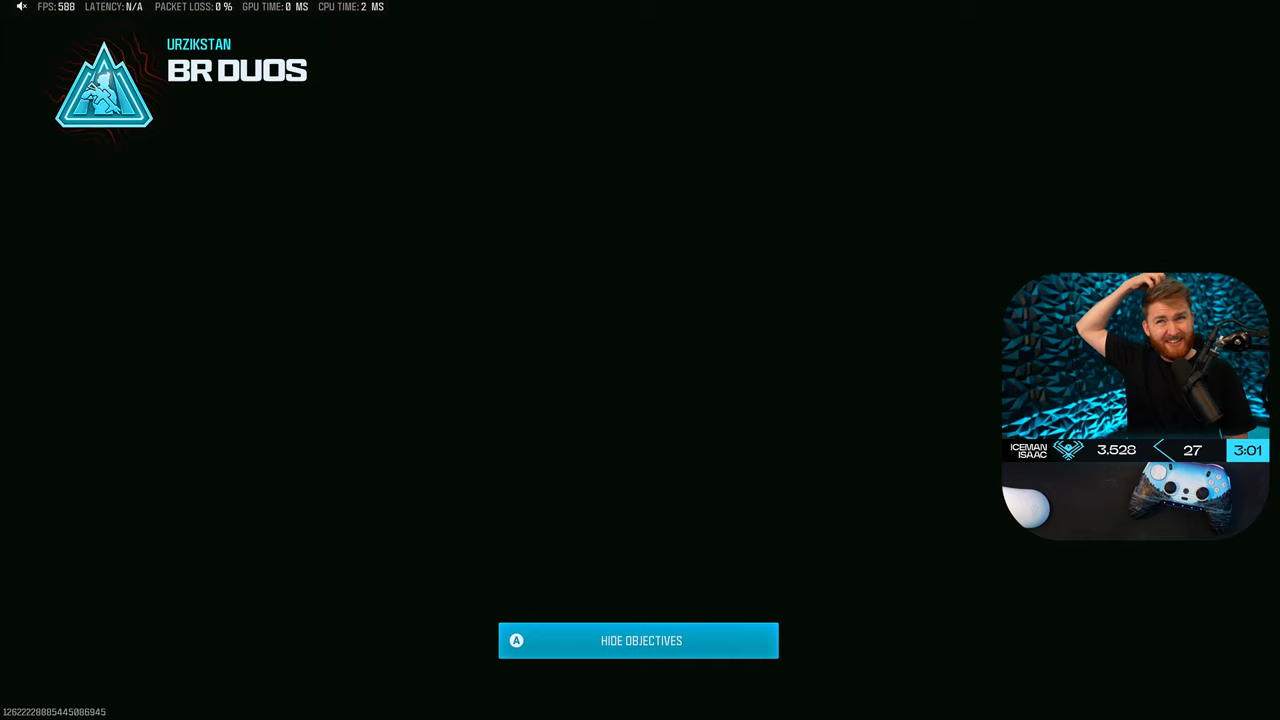 FPS: 588 LATENCY: N/A PACKET LOSS: 0 % GPU TIME: 0 MS CPU TIME: 2 MS
URZIKSTAN
BR DUOS
ICEMAN
ISAAC
3.528
27
3:01
A HIDE OBJECTIVES
12622228885445086945